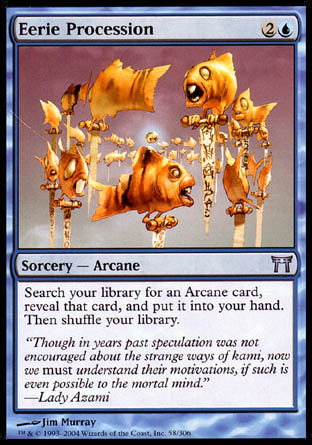 Eerie Procession 2
Sorcery — Arcane
Search your library for an Arcane card,
reveal that card, and put it into your hand.
Then shuffle your library.
"Though in years past speculation was
not encouraged about the strange ways of kami, now
we must understand their motivations, if such is
even possible to the mortal mind."
—Lady Azami
Jim Murray
™ & © 1993–2004 Wizards of the Coast, Inc. 58/306